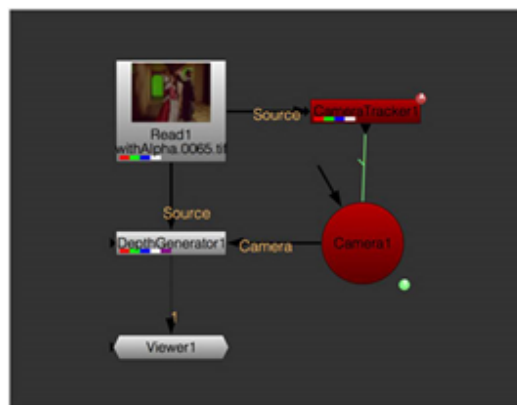 Source
CameraTracker1
Read1
withAlpha.0065.tif
Source
DepthGenerator1
Camera
Camera1
1
Viewer1